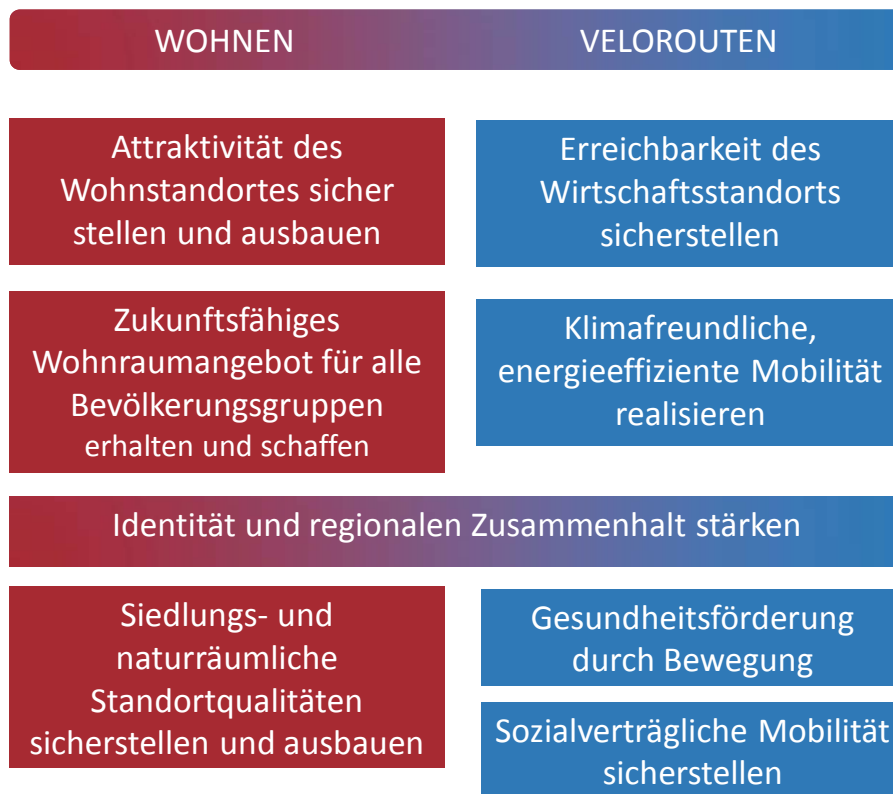 WOHNEN
VELOROUTEN
Attraktivität des
Wohnstandortes sicher
stellen und ausbauen
Erreichbarkeit des
Wirtschaftsstandorts
sicherstellen
Zukunftsfähiges
Wohnraumangebot für alle
Bevölkerungsgruppen
erhalten und schaffen
Klimafreundliche,
energieeffiziente Mobilität
realisieren
Identität und regionalen Zusammenhalt stärken
Siedlungs- und
naturräumliche
Standortqualitäten
sicherstellen und ausbauen
Gesundheitsförderung
durch Bewegung
Sozialverträgliche Mobilität
sicherstellen